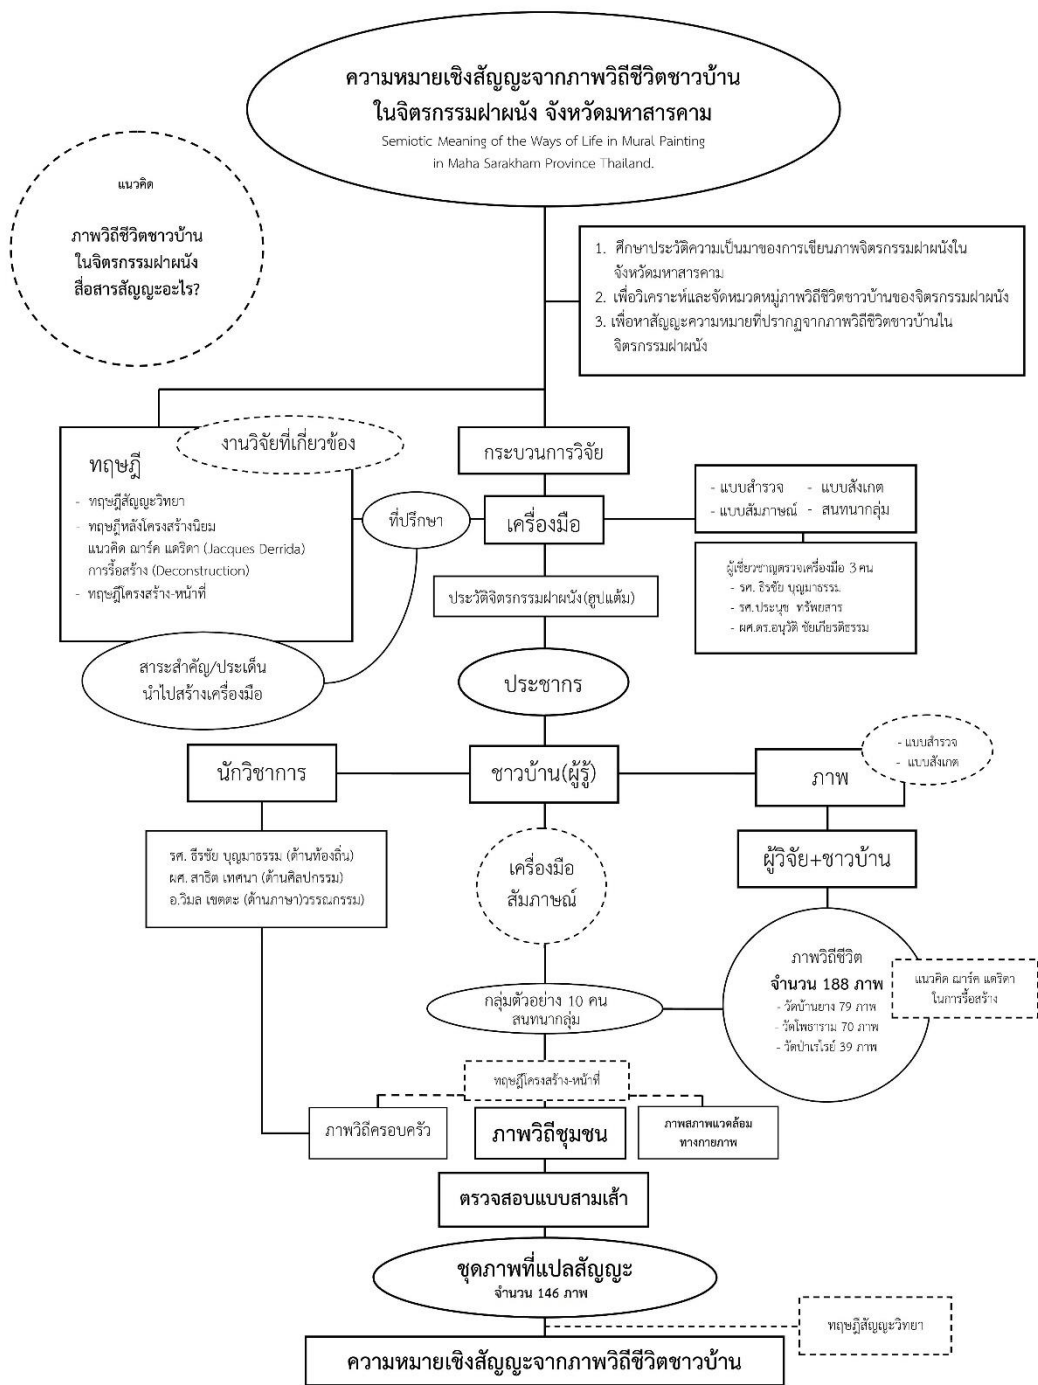 ความหมายเชิงสัญญะจากภาพวิถีชีวิตชาวบ้าน
ในจิตรกรรมฝาผนัง จังหวัดมหาสารคาม
Semiotic Meaning of the Ways of Life in Mural Painting
in Maha Sarakham Province Thailand.
แนวคิด
ภาพวิถีชีวิตชาวบ้าน
ในจิตรกรรมฝาผนัง
สื่อสารสัญญะอะไร?
1. ศึกษาประวัติความเป็นมาของการเขียนภาพจิตรกรรมฝาผนังใน
จังหวัดมหาสารคาม
2. เพื่อวิเคราะห์และจัดหมวดหมู่ภาพวิถีชีวิตชาวบ้านของจิตรกรรมฝาผนัง
3. เพื่อหาสัญญะความหมายที่ปรากฏจากภาพวิถีชีวิตชาวบ้านใน
จิตรกรรมฝาผนัง
งานวิจัยที่เกี่ยวข้อง
ทฤษฎี
- ทฤษฎีสัญญะวิทยา
- ทฤษฎีหลังโครงสร้างนิยม
แนวคิด ฌาร์ค แดริดา (Jacques Derrida)
การรื้อสร้าง (Deconstruction)
- ทฤษฎีโครงสร้าง-หน้าที่
กระบวนการวิจัย
ที่ปรึกษา
เครื่องมือ
- แบบสำรวจ - แบบสังเกต
- แบบสัมภาษณ์ - สนทนากลุ่ม
ผู้เชี่ยวชาญตรวจเครื่องมือ 3 คน
- รศ. ธีรชัย บุญมาธรรม
- รศ.ประนุช ทรัพยสาร
- ผศ.ดร.อนุวัติ ชัยเกียรติธรรม
ประวัติจิตรกรรมฝาผนัง(ฮูปแต้ม)
สาระสำคัญ/ประเด็น
นำไปสร้างเครื่องมือ
ประชากร
นักวิชาการ
ชาวบ้าน(ผู้รู้)
ภาพ
- แบบสำรวจ
- แบบสังเกต
รศ. ธีรชัย บุญมาธรรม (ด้านท้องถิ่น)
ผศ. สาธิต เทศนา (ด้านศิลปกรรม)
อ.วิมล เขตตะ (ด้านภาษา)วรรณกรรม)
เครื่องมือ
สัมภาษณ์
ผู้วิจัย+ชาวบ้าน
ภาพวิถีชีวิต
จำนวน 188 ภาพ
- วัดบ้านยาง 79 ภาพ
- วัดโพธาราม 70 ภาพ
- วัดป่าเรไรย์ 39 ภาพ
แนวคิด ฌาร์ค แดริดา
ในการรื้อสร้าง
กลุ่มตัวอย่าง 10 คน
สนทนากลุ่ม
ทฤษฎีโครงสร้าง-หน้าที่
ภาพวิถีครอบครัว
ภาพวิถีชุมชน
ภาพสภาพแวดล้อม
ทางกายภาพ
ตรวจสอบแบบสามเส้า
ชุดภาพที่แปลสัญญะ
จำนวน 146 ภาพ
ทฤษฎีสัญญะวิทยา
ความหมายเชิงสัญญะจากภาพวิถีชีวิตชาวบ้าน